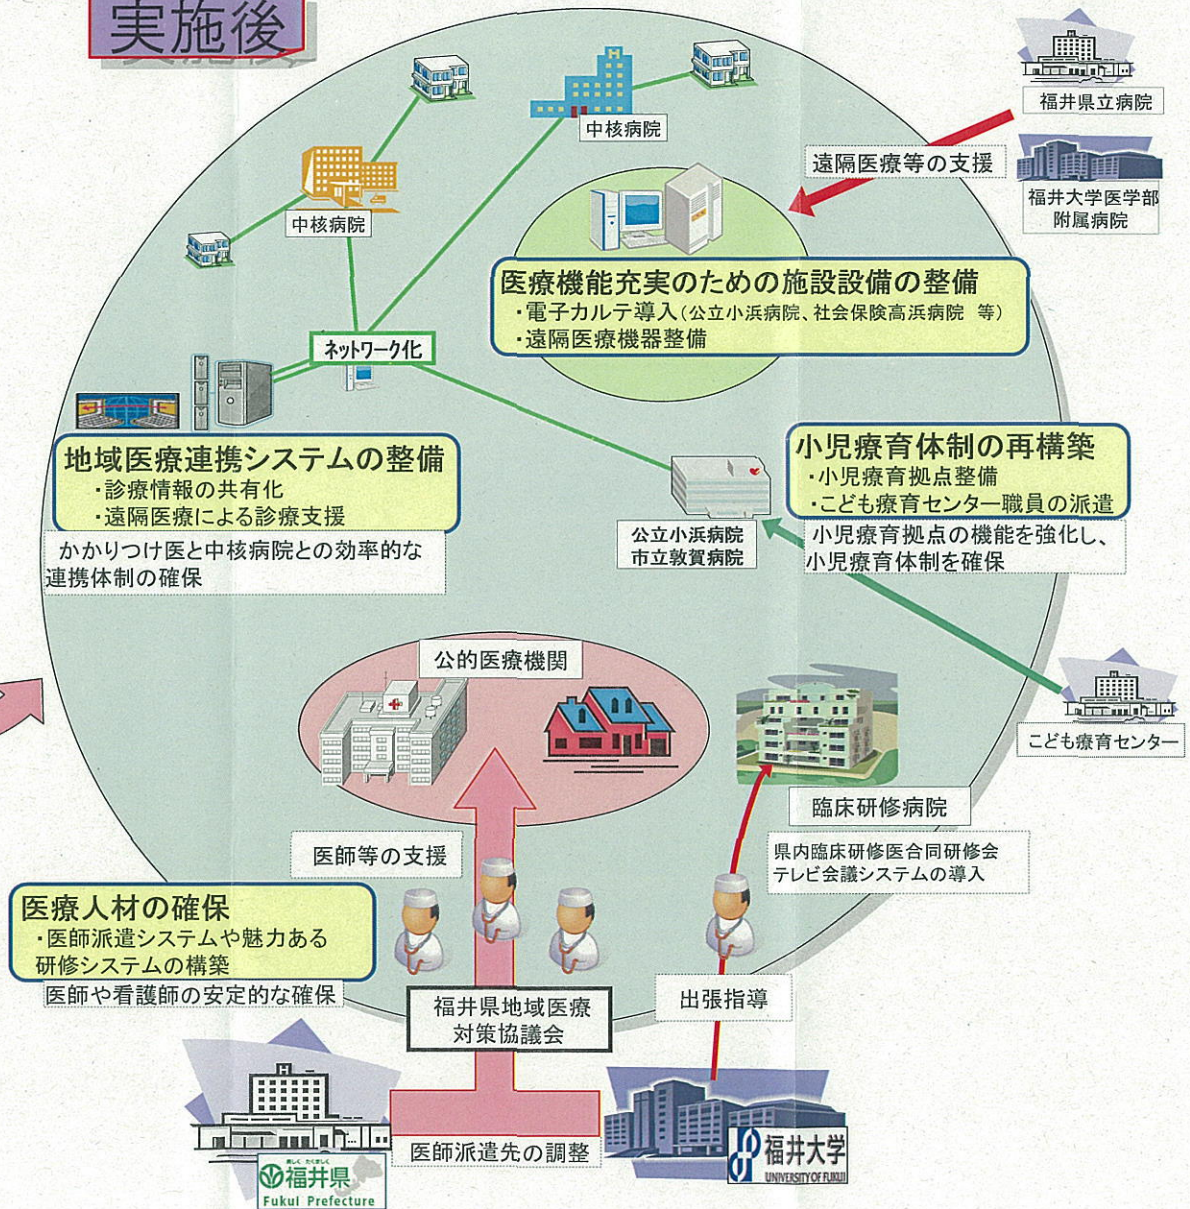 実施後
中核病院
中核病院
福井県立病院
遠隔医療等の支援
福井大学医学部
附属病院
医療機能充実のための施設設備の整備
・電子カルテ導入(公立小浜病院、社会保険高浜病院 等)
・遠隔医療機器整備
ネットワーク化
地域医療連携システムの整備
・診療情報の共有化
・遠隔医療による診療支援
かかりつけ医と中核病院との効率的な
連携体制の確保
小児療育体制の再構築
・小児療育拠点整備
・こども療育センター職員の派遣
小児療育拠点の機能を強化し、
小児療育体制を確保
公立小浜病院
市立敦賀病院
こども療育センター
公的医療機関
臨床研修病院
県内臨床研修医合同研修会
テレビ会議システムの導入
医師等の支援
医療人材の確保
・医師派遣システムや魅力ある
研修システムの構築
医師や看護師の安定的な確保
福井県地域医療
対策協議会
出張指導
医師派遣先の調整
福井県
Fukui Prefecture
福井大学
UNIVERSITY OF FUKUI